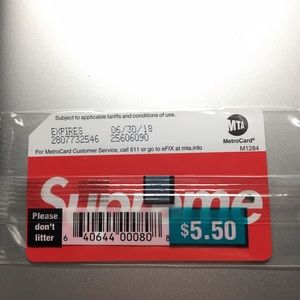 Subject to applicable tariffs and conditions of use.
EXPIRES 06/30/18
2807732546 25606090
MTA
MetroCard®
For MetroCard Customer Service, call 511 or go to eFIX at mta.info
M1284
Supreme
Please
don't
litter
$5.50
6 40644 00080 8